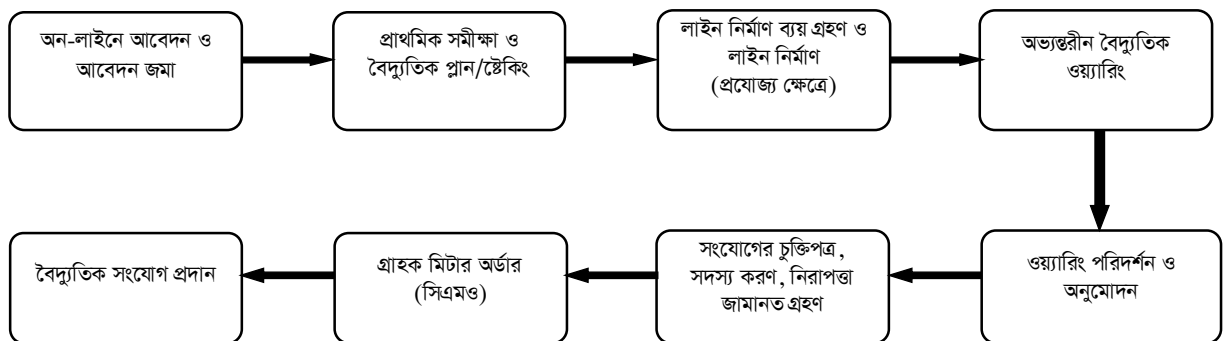 অন-লাইনে আবেদন ও
আবেদন জমা
প্রাথমিক সমীক্ষা ও
বৈদ্যুতিক প্লান/ষ্টেকিং
লাইন নির্মাণ ব্যয় গ্রহণ ও
লাইন নির্মাণ
(প্রযোজ্য ক্ষেত্রে)
অভ্যন্তরীন বৈদ্যুতিক
ওয়্যারিং
ওয়্যারিং পরিদর্শন ও
অনুমোদন
সংযোগের চুক্তিপত্র,
সদস্য করণ, নিরাপত্তা
জামানত গ্রহণ
গ্রাহক মিটার অর্ডার
(সিএমও)
বৈদ্যুতিক সংযোগ প্রদান